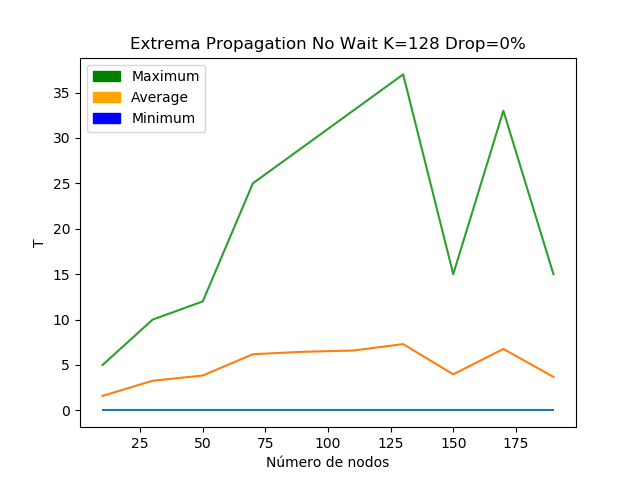 Extrema Propagation No Wait K=128 Drop=0%
Maximum
Average
Minimum
35
30
25
20
15
10
5
0
T
25 50 75 100 125 150 175
Número de nodos